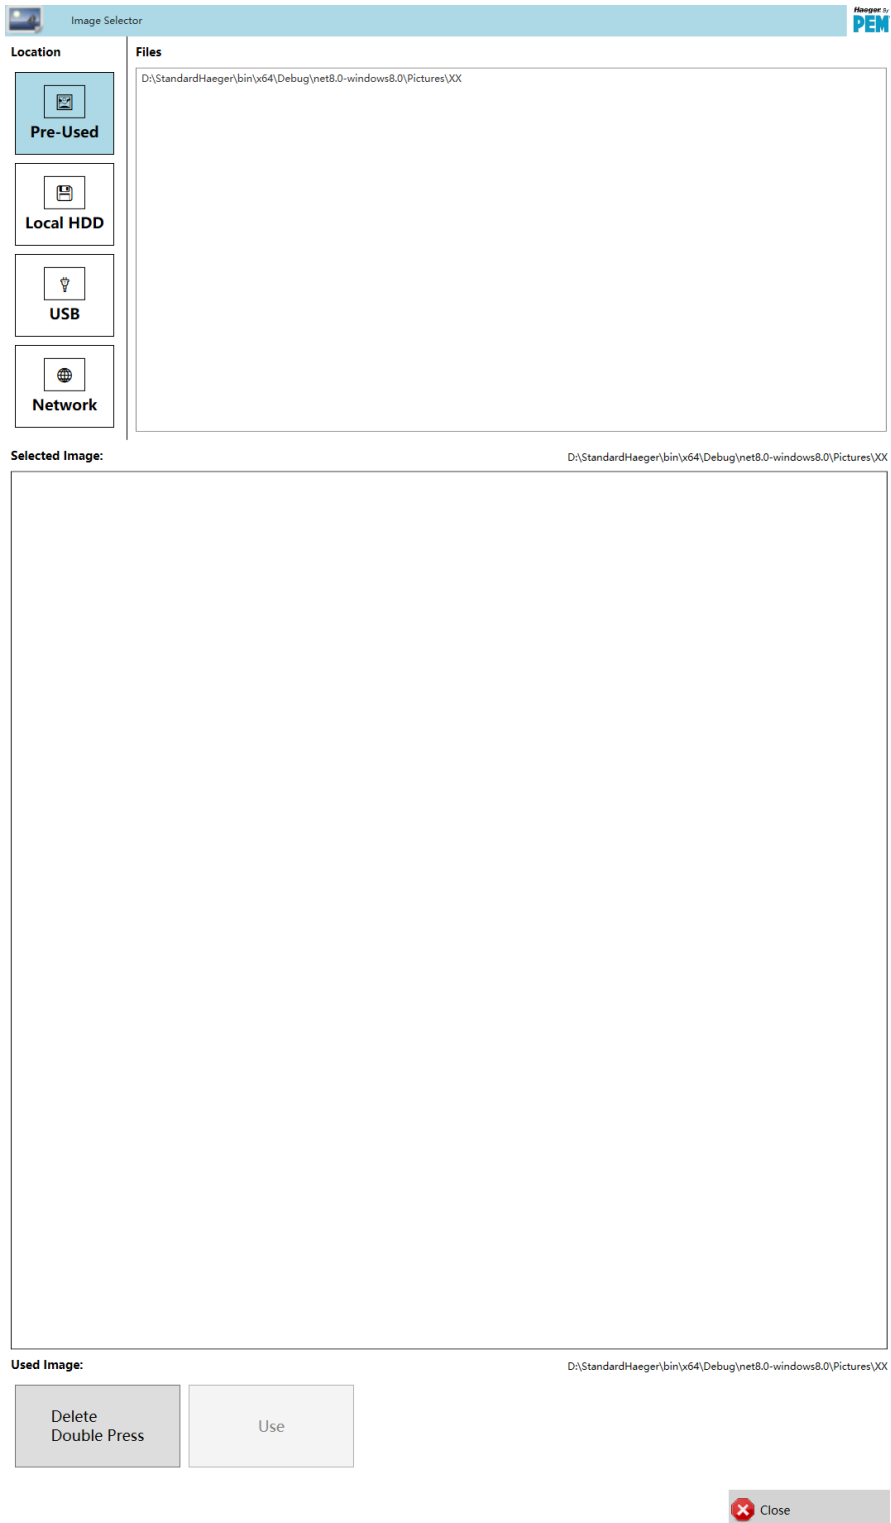 Image Selector
Haeger By
PEM
Location
Files
D:\StandardHaeger\bin\x64\Debug\net8.0-windows8.0\Pictures\XX
Pre-Used
Local HDD
USB
Network
Selected Image:
D:\StandardHaeger\bin\x64\Debug\net8.0-windows8.0\Pictures\XX
Used Image:
D:\StandardHaeger\bin\x64\Debug\net8.0-windows8.0\Pictures\XX
Delete
Double Press
Use
Close